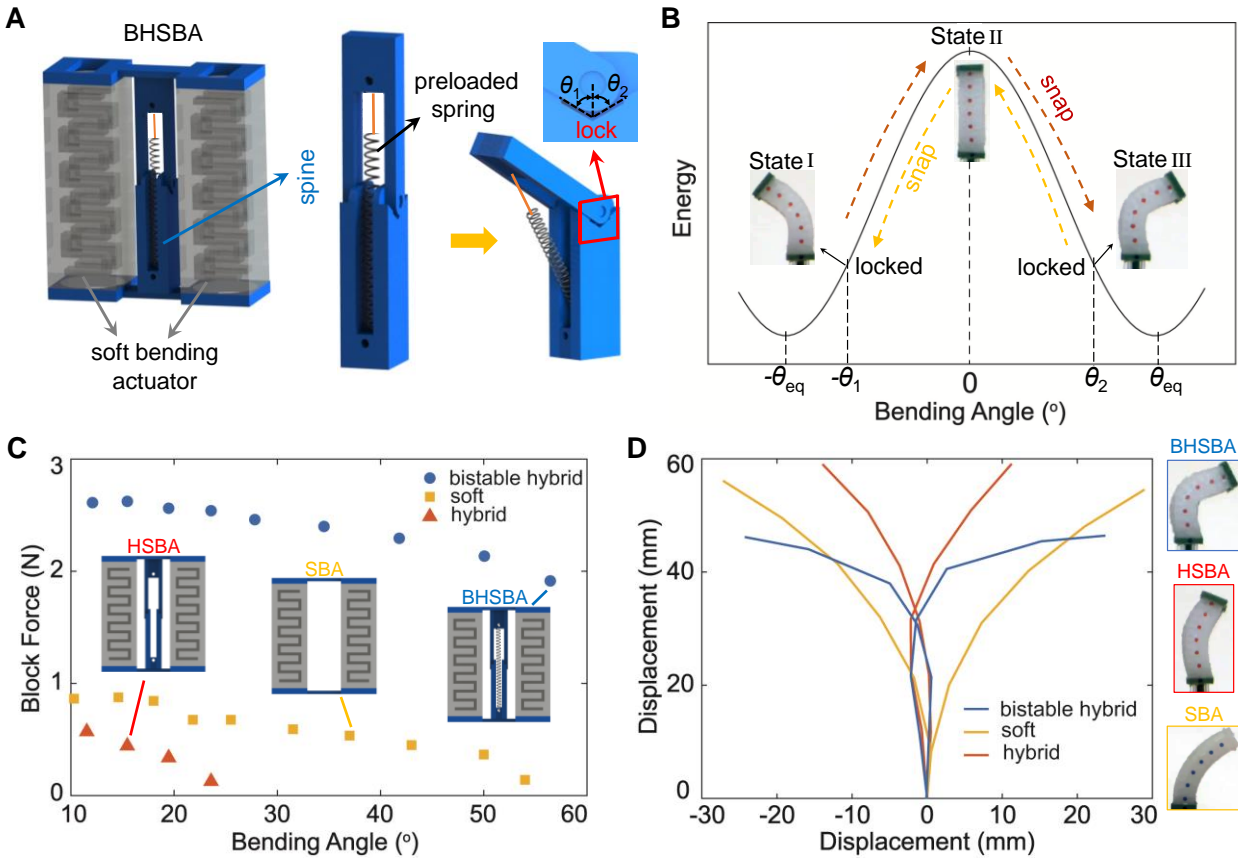 A
BHSBA
preloaded
spring
spine
soft bending
actuator
θ1
θ2
lock
B
State II
State I
State III
snap
snap
locked
locked
Energy
-θeq
-θ1
0
θ2
θeq
Bending Angle (o)
C
3
2
1
0
Block Force (N)
bistable hybrid
soft
hybrid
HSBA
SBA
BHSBA
10
20
30
40
50
60
Bending Angle (o)
D
60
40
20
0
Displacement (mm)
bistable hybrid
soft
hybrid
-30
-20
-10
0
10
20
30
Displacement (mm)
BHSBA
HSBA
SBA